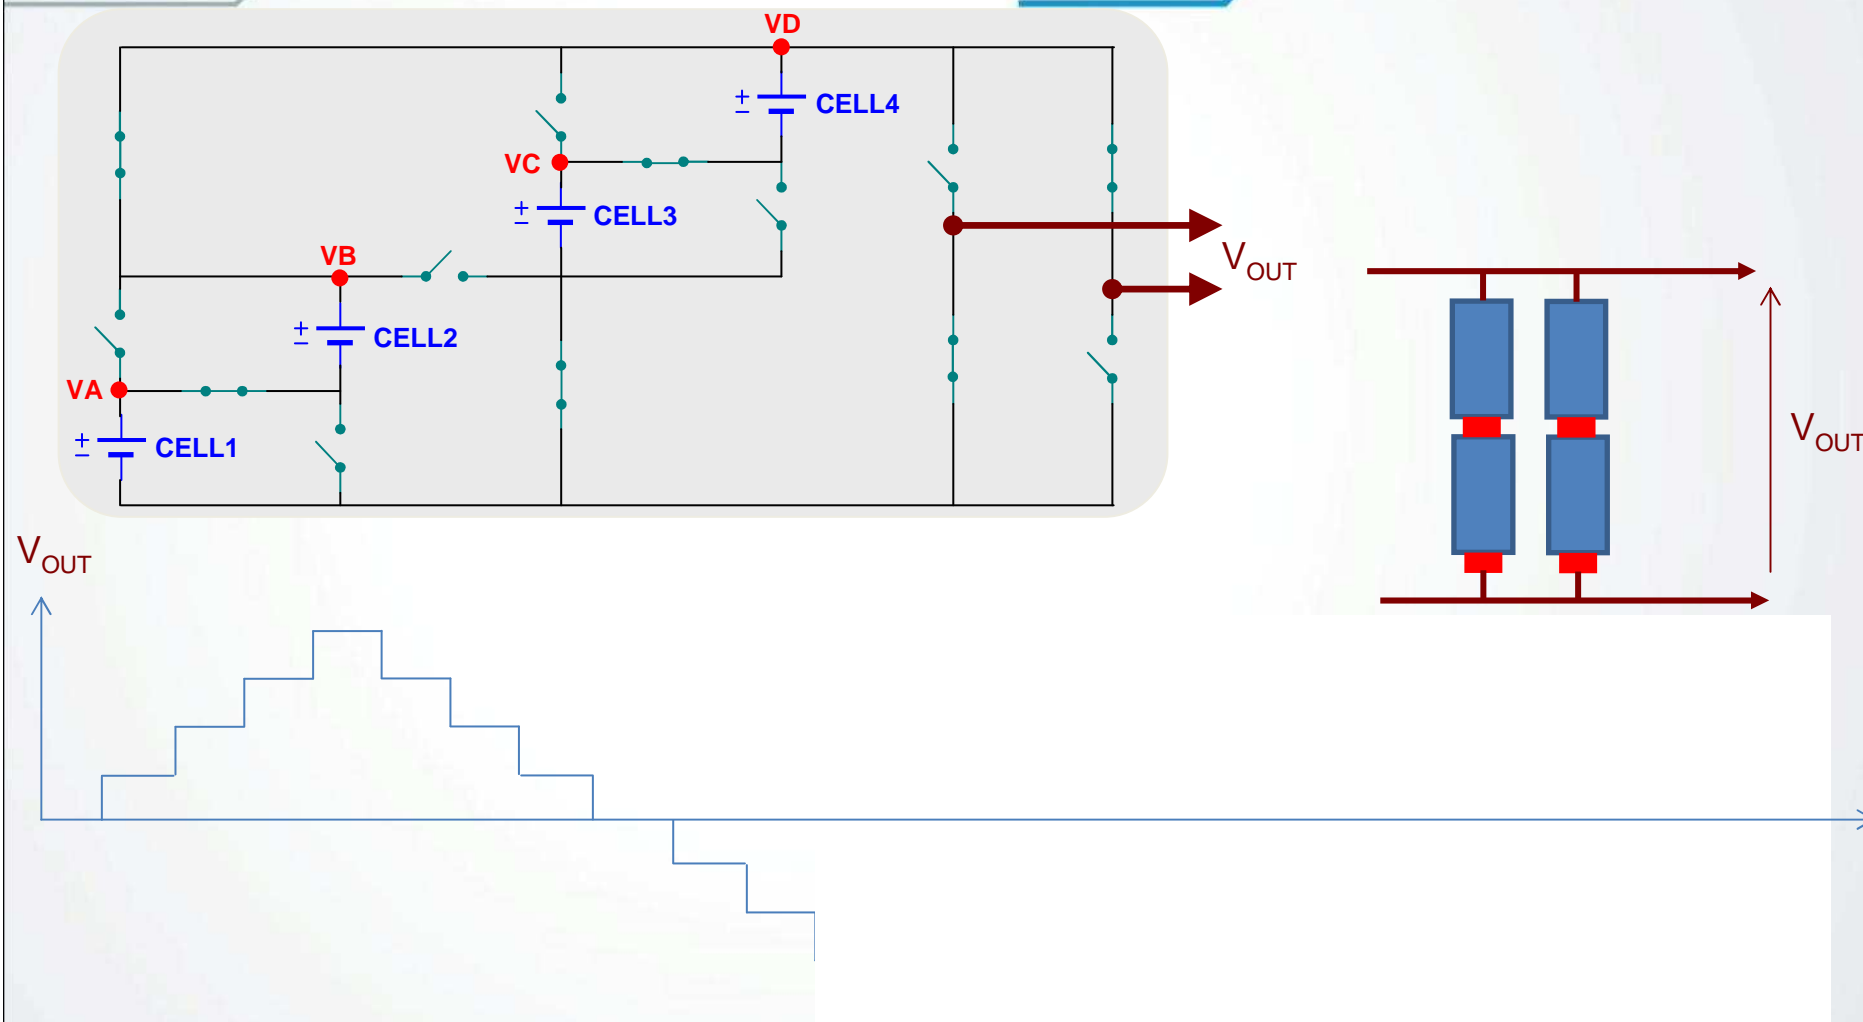 VD
+
−
CELL4
VC
+
−
CELL3
VB
VOUT
+
−
CELL2
VA
+
−
CELL1
VOUT
VOUT